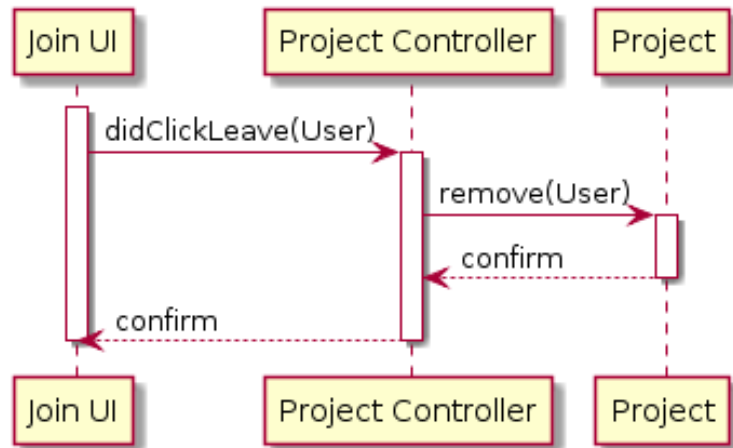 Join UI
Project Controller
Project
didClickLeave(User)
remove(User)
confirm
confirm
Join UI
Project Controller
Project